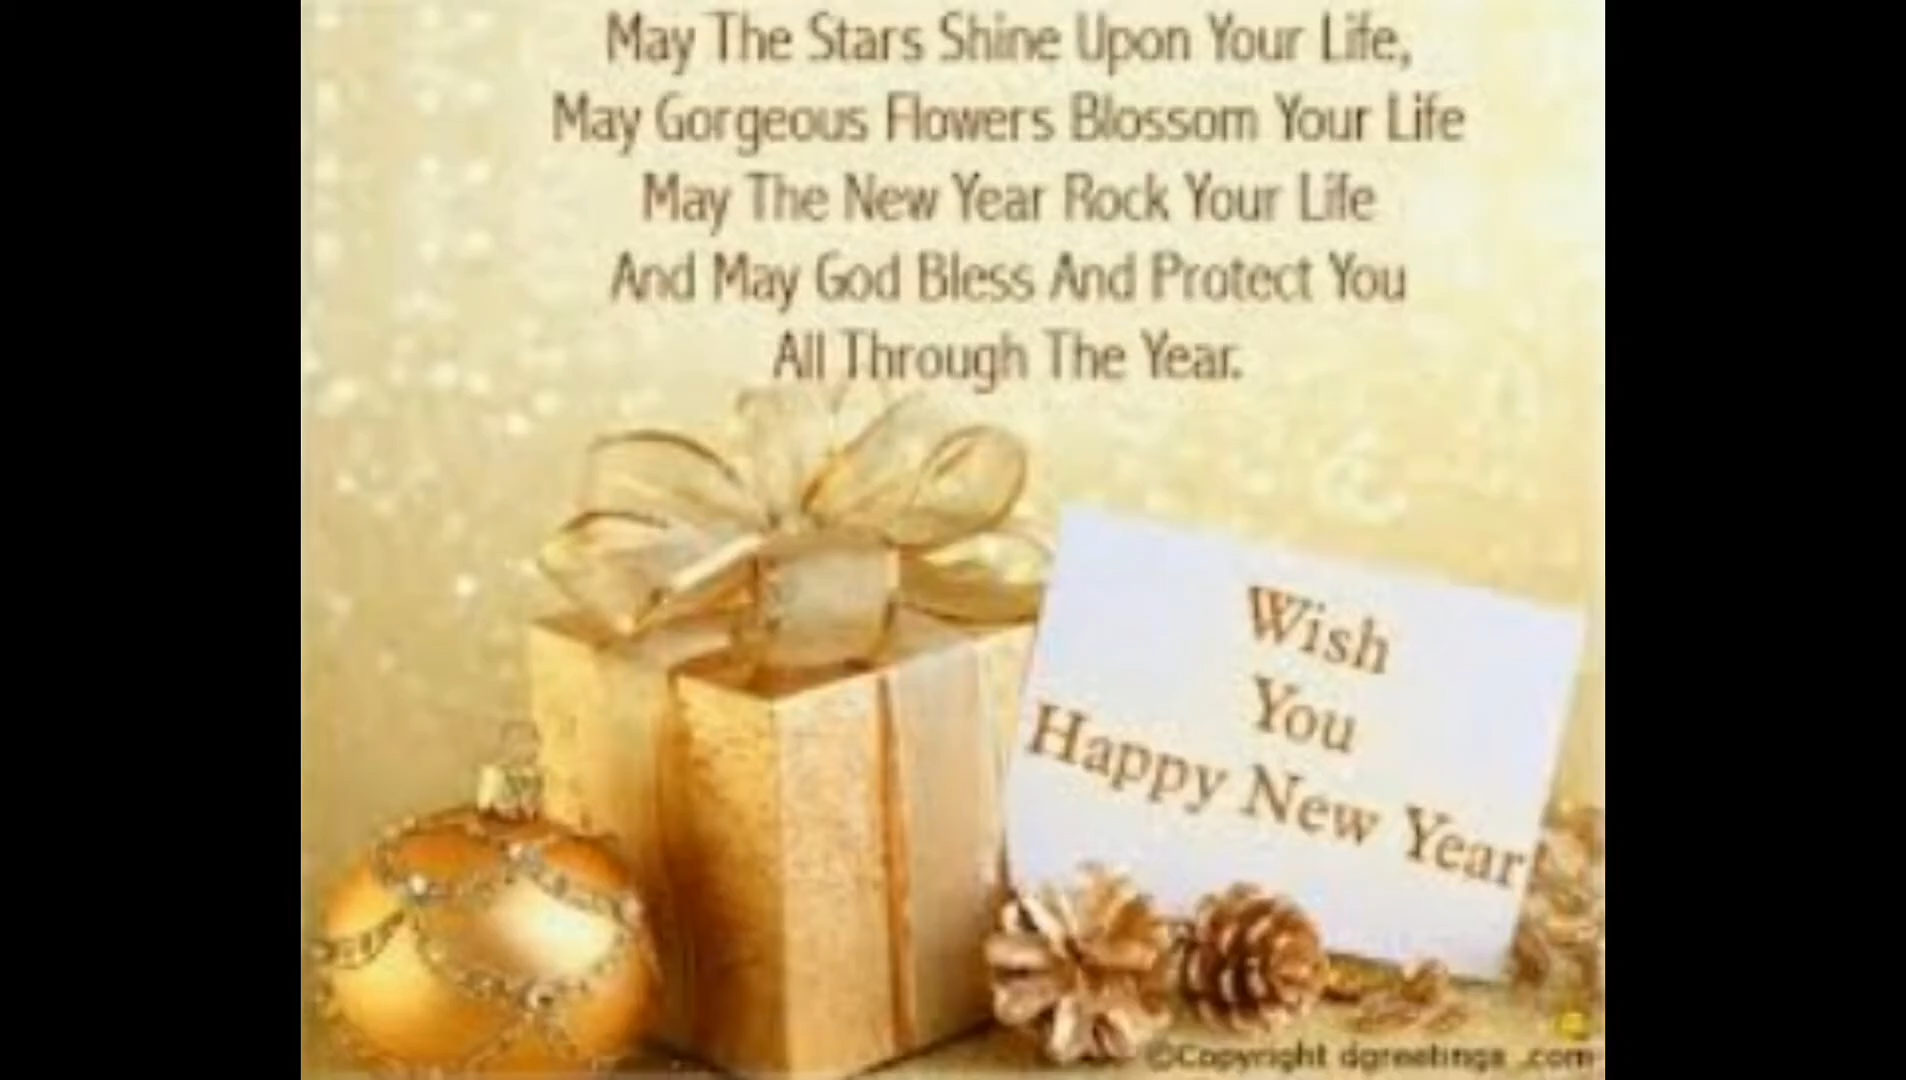 May The Stars Shine Upon Your Life,
May Gorgeous Flowers Blossom Your Life
May The New Year Rock Your Life
And May God Bless And Protect You
All Through The Year.
Wish
You
Happy New Year
©Copyright dgreetings .com